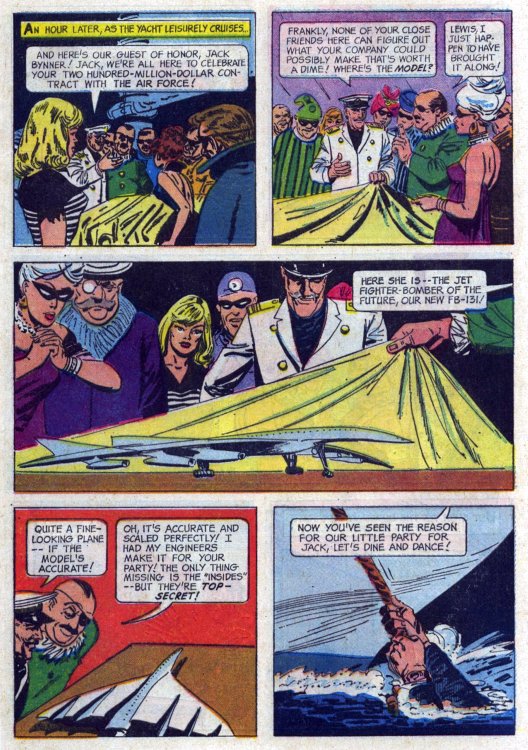 AN HOUR LATER, AS THE YACHT LEISURELY CRUISES...
AND HERE'S OUR GUEST OF HONOR, JACK
BYNNER! JACK, WE'RE ALL HERE TO CELEBRATE
YOUR TWO HUNDRED-MILLION-DOLLAR CON-
TRACT WITH THE AIR FORCE!
FRANKLY, NONE OF YOUR CLOSE
FRIENDS HERE CAN FIGURE OUT
WHAT YOUR COMPANY COULD
POSSIBLY MAKE THAT'S WORTH
A DIME! WHERE'S THE MODEL?
LEWIS, I
JUST HAP-
PEN TO HAVE
BROUGHT
IT ALONG!
HERE SHE IS--THE JET
FIGHTER-BOMBER OF THE
FUTURE, OUR NEW FB-131!
QUITE A FINE-
LOOKING PLANE
-- IF THE
MODEL'S
ACCURATE!
OH, IT'S ACCURATE AND
SCALED PERFECTLY! I
HAD MY ENGINEERS
MAKE IT FOR YOUR
PARTY! THE ONLY THING
MISSING IS THE "INSIDES"
--BUT THEY'RE TOP-
SECRET!
NOW YOU'VE SEEN THE REASON
FOR OUR LITTLE PARTY FOR
JACK, LET'S DINE AND DANCE!